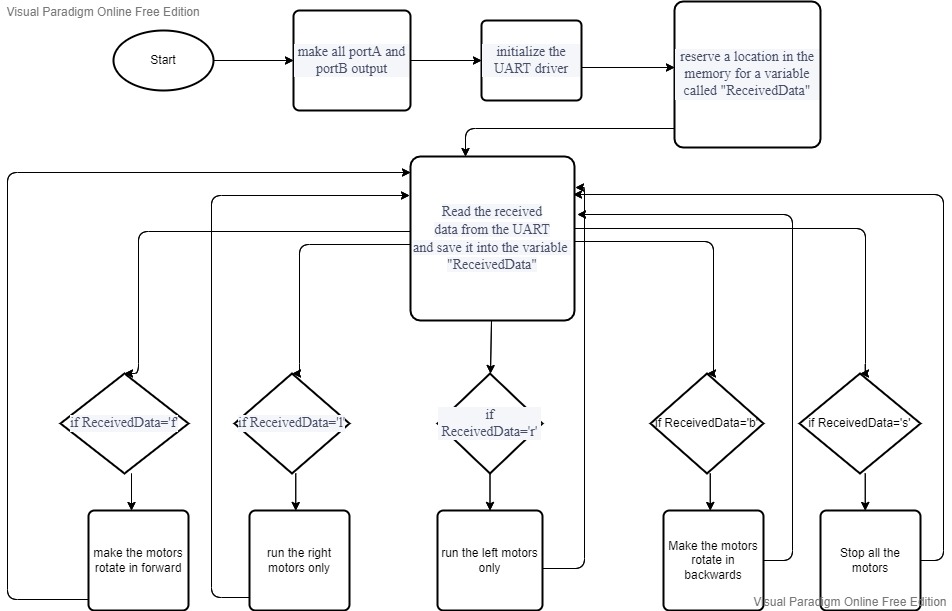 Visual Paradigm Online Free Edition
Start
make all portA and
portB output
initialize the
UART driver
reserve a location in the
memory for a variable
called "ReceivedData"
Read the received
data from the UART
and save it into the variable
"ReceivedData"
if ReceivedData='f'
if ReceivedData='l'
if
ReceivedData='r'
if ReceivedData='b'
if ReceivedData='s'
make the motors
rotate in forward
run the right
motors only
run the left motors
only
Make the motors
rotate in
backwards
Stop all the
motors
Visual Paradigm Online Free Edition